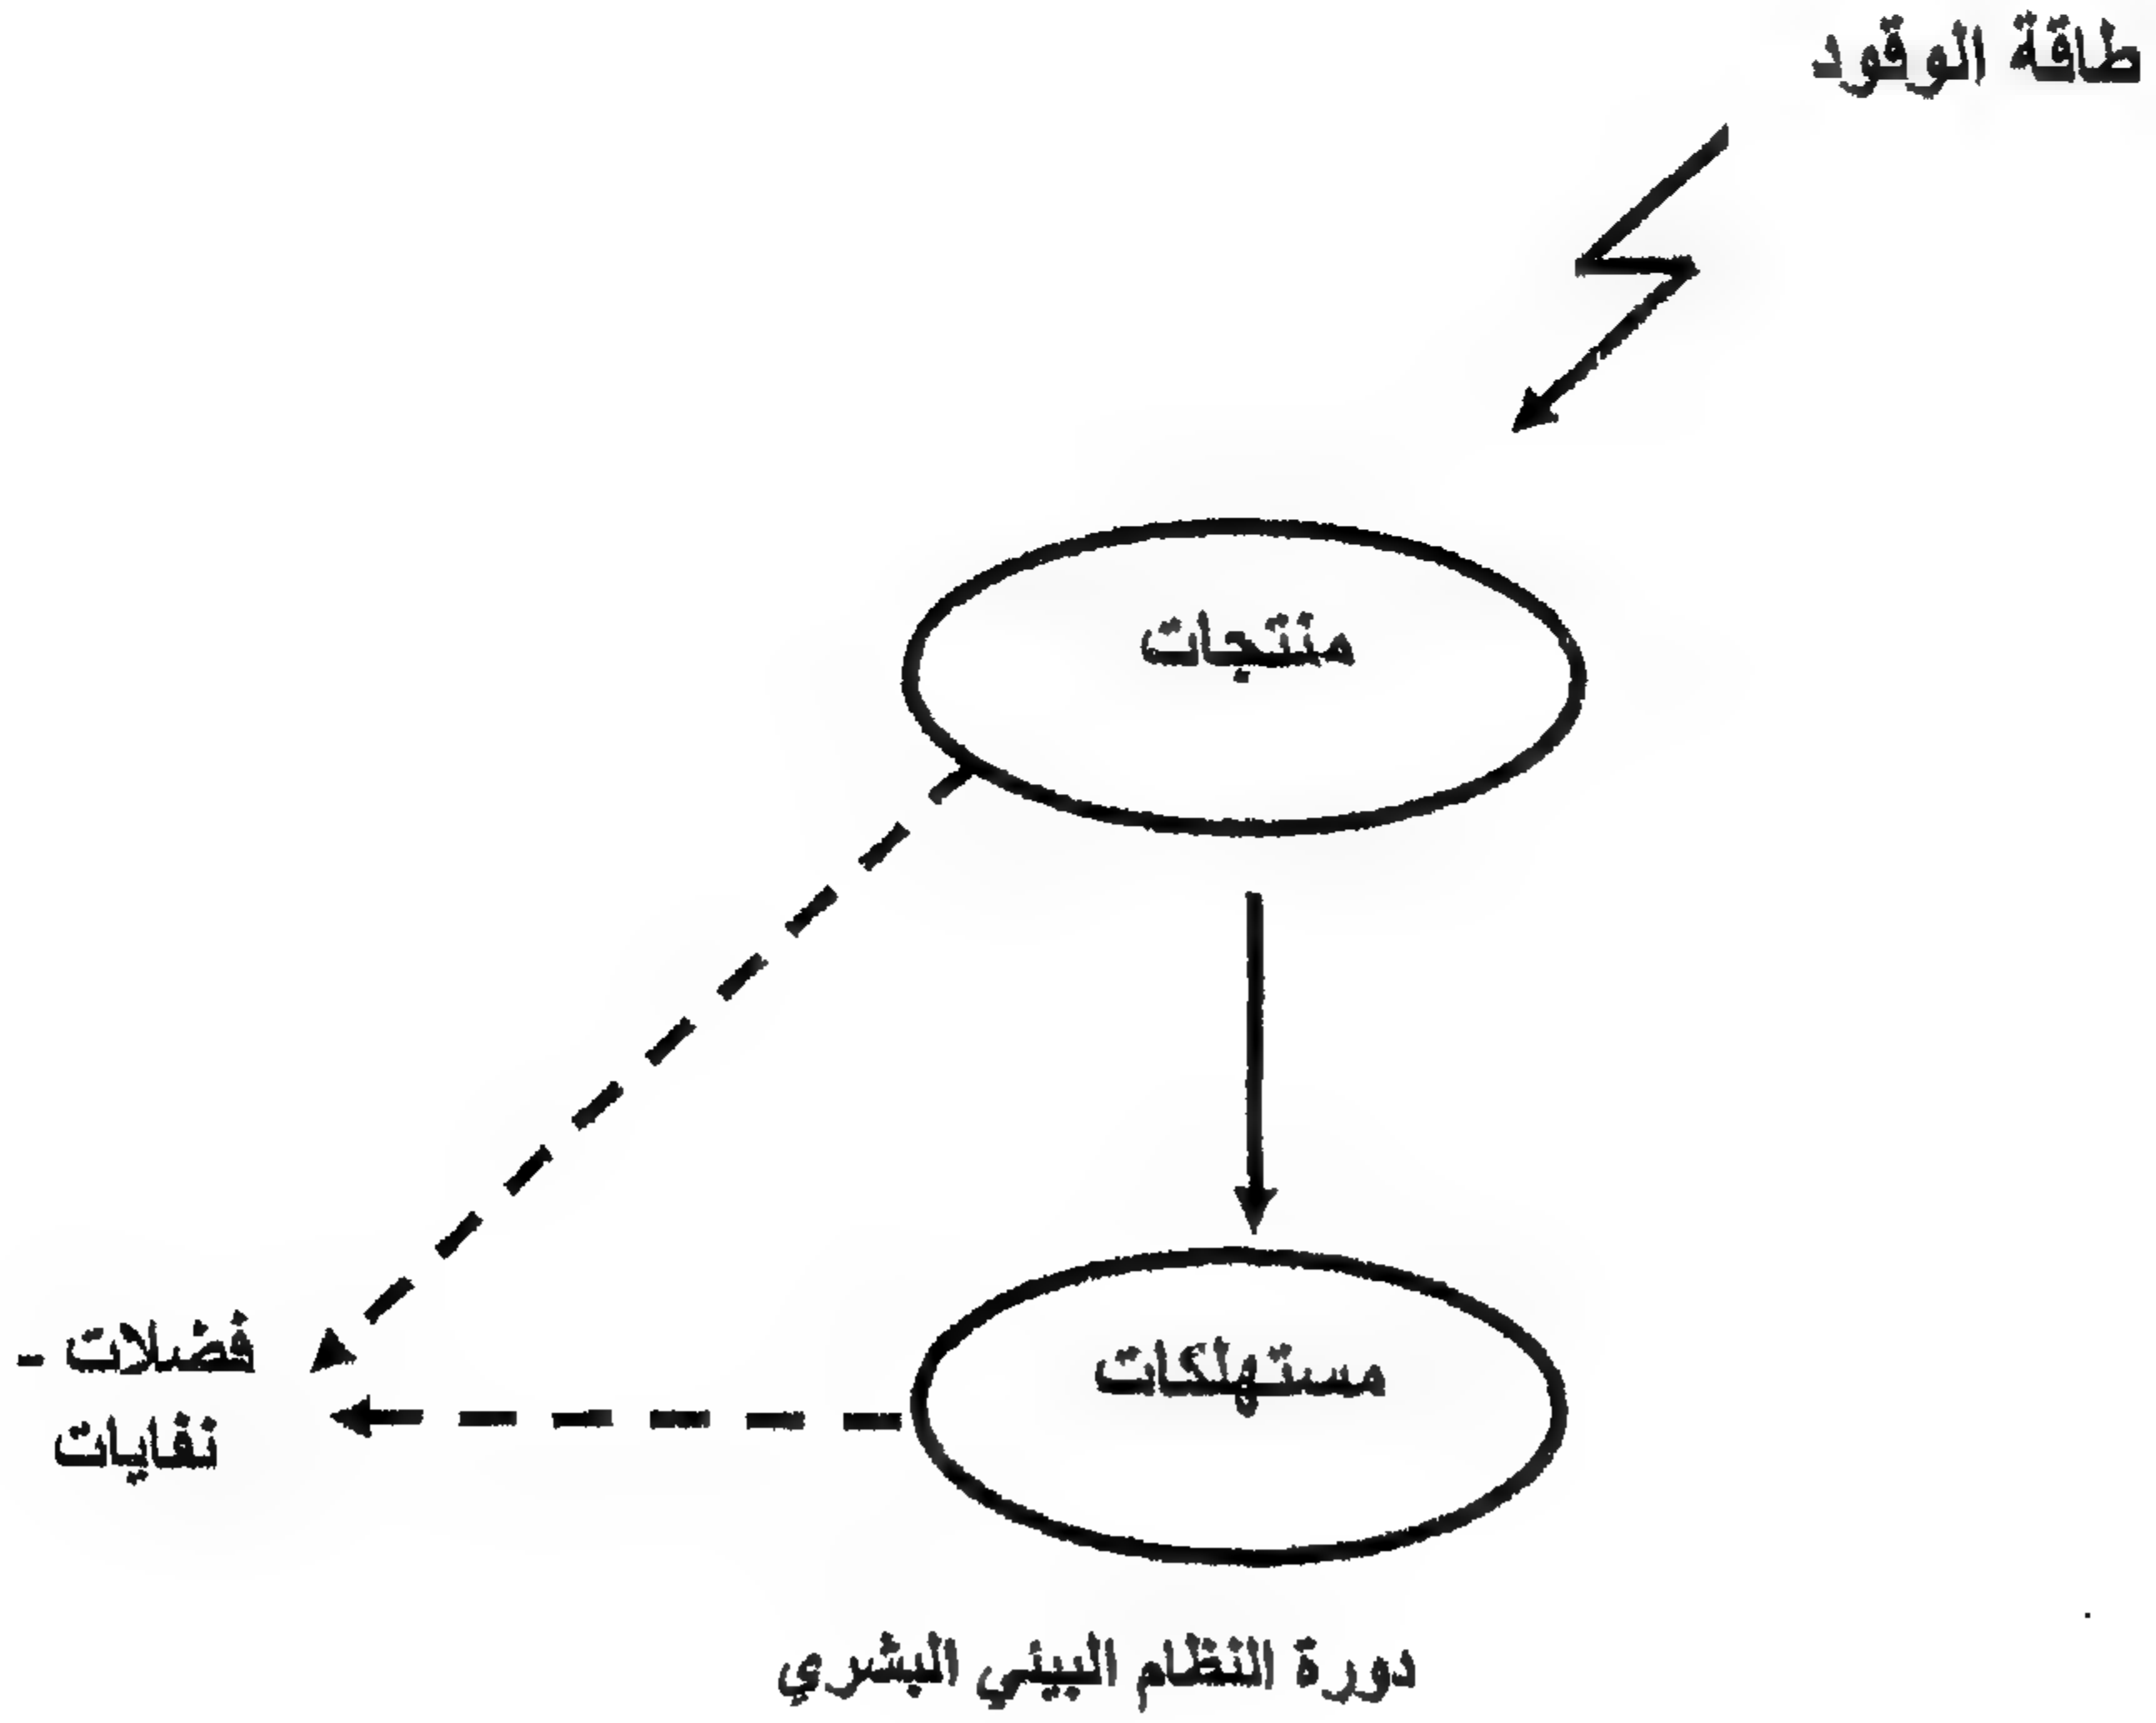 طاقة الوقود
منتجات
مستهلكات
فضلات -
نفايات
دورة النظام البيئي البشري